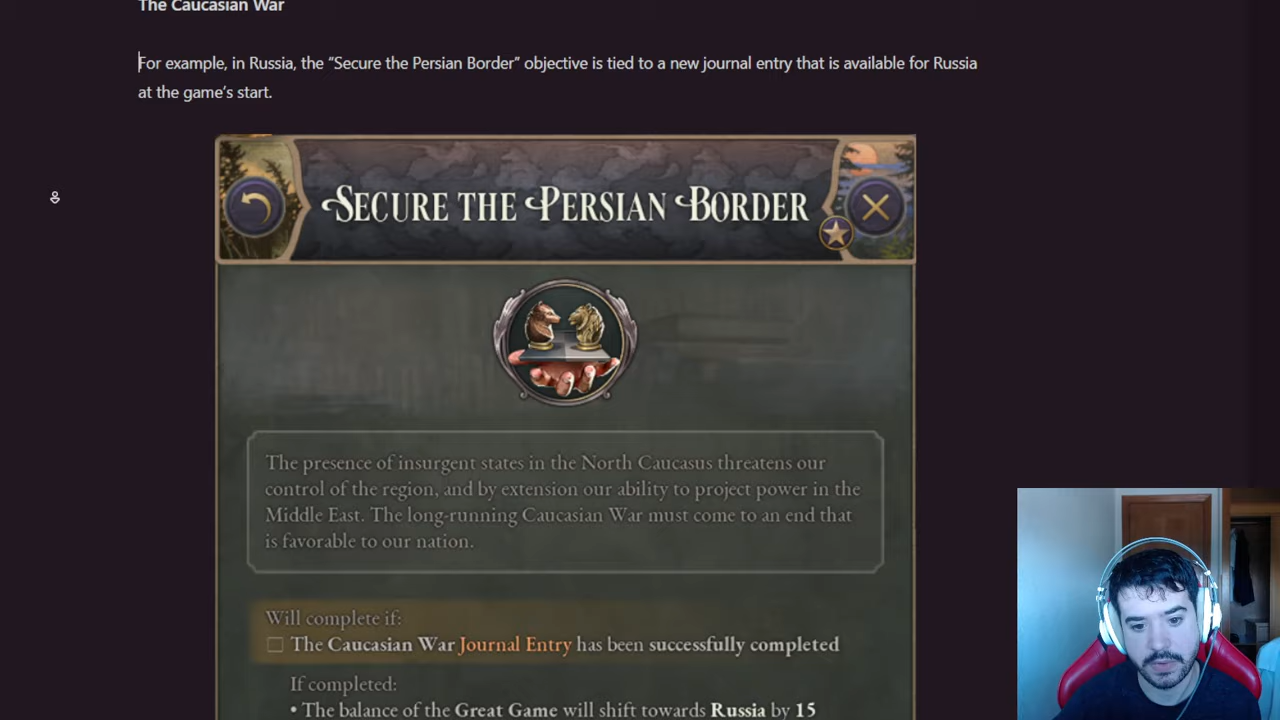 The Caucasian War
For example, in Russia, the “Secure the Persian Border” objective is tied to a new journal entry that is available for Russia
at the game’s start.
Secure the Persian Border
The presence of insurgent states in the North Caucasus threatens our
control of the region, and by extension our ability to project power in the
Middle East. The long-running Caucasian War must come to an end that
is favorable to our nation.
Will complete if:
The Caucasian War Journal Entry has been successfully completed
If completed:
• The balance of the Great Game will shift towards Russia by 15